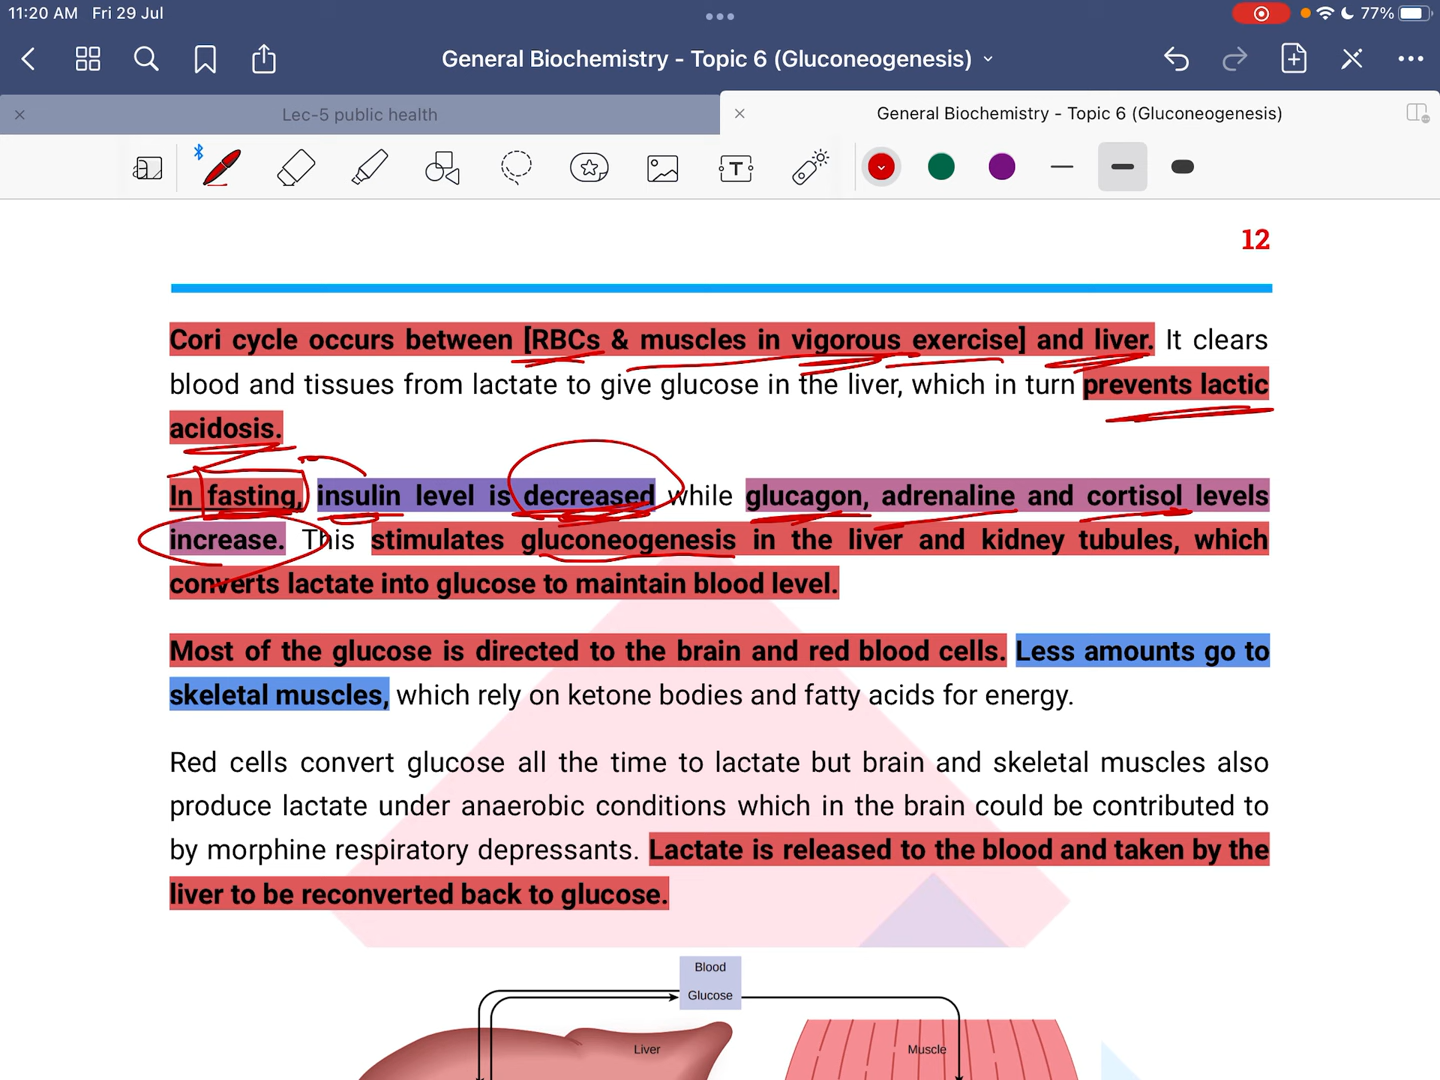 11:20 AM Fri 29 Jul
77%
General Biochemistry - Topic 6 (Gluconeogenesis)
Lec-5 public health
General Biochemistry - Topic 6 (Gluconeogenesis)
12
Cori cycle occurs between [RBCs & muscles in vigorous exercise] and liver. It clears
blood and tissues from lactate to give glucose in the liver, which in turn prevents lactic
acidosis.
In fasting, insulin level is decreased while glucagon, adrenaline and cortisol levels
increase. This stimulates gluconeogenesis in the liver and kidney tubules, which
converts lactate into glucose to maintain blood level.
Most of the glucose is directed to the brain and red blood cells. Less amounts go to
skeletal muscles, which rely on ketone bodies and fatty acids for energy.
Red cells convert glucose all the time to lactate but brain and skeletal muscles also
produce lactate under anaerobic conditions which in the brain could be contributed to
by morphine respiratory depressants. Lactate is released to the blood and taken by the
liver to be reconverted back to glucose.
Blood
Glucose
Liver
Muscle